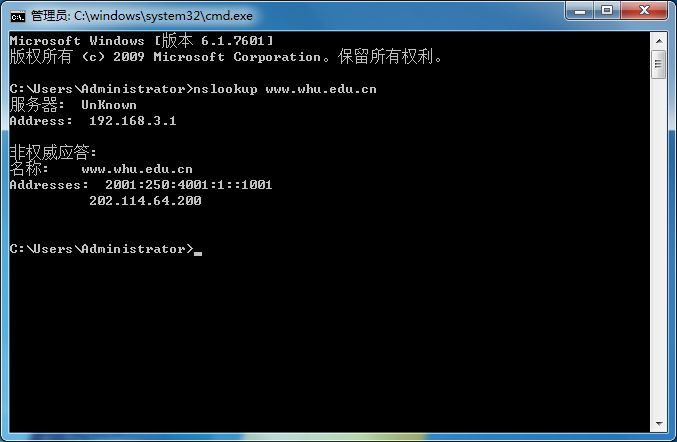 管理员: C:\windows\system32\cmd.exe
Microsoft Windows [版本 6.1.7601]
版权所有 (c) 2009 Microsoft Corporation。保留所有权利。
C:\Users\Administrator>nslookup www.whu.edu.cn
服务器:  UnKnown
Address:  192.168.3.1
非权威应答:
名称:    www.whu.edu.cn
Addresses:  2001:250:4001:1::1001
          202.114.64.200
C:\Users\Administrator>